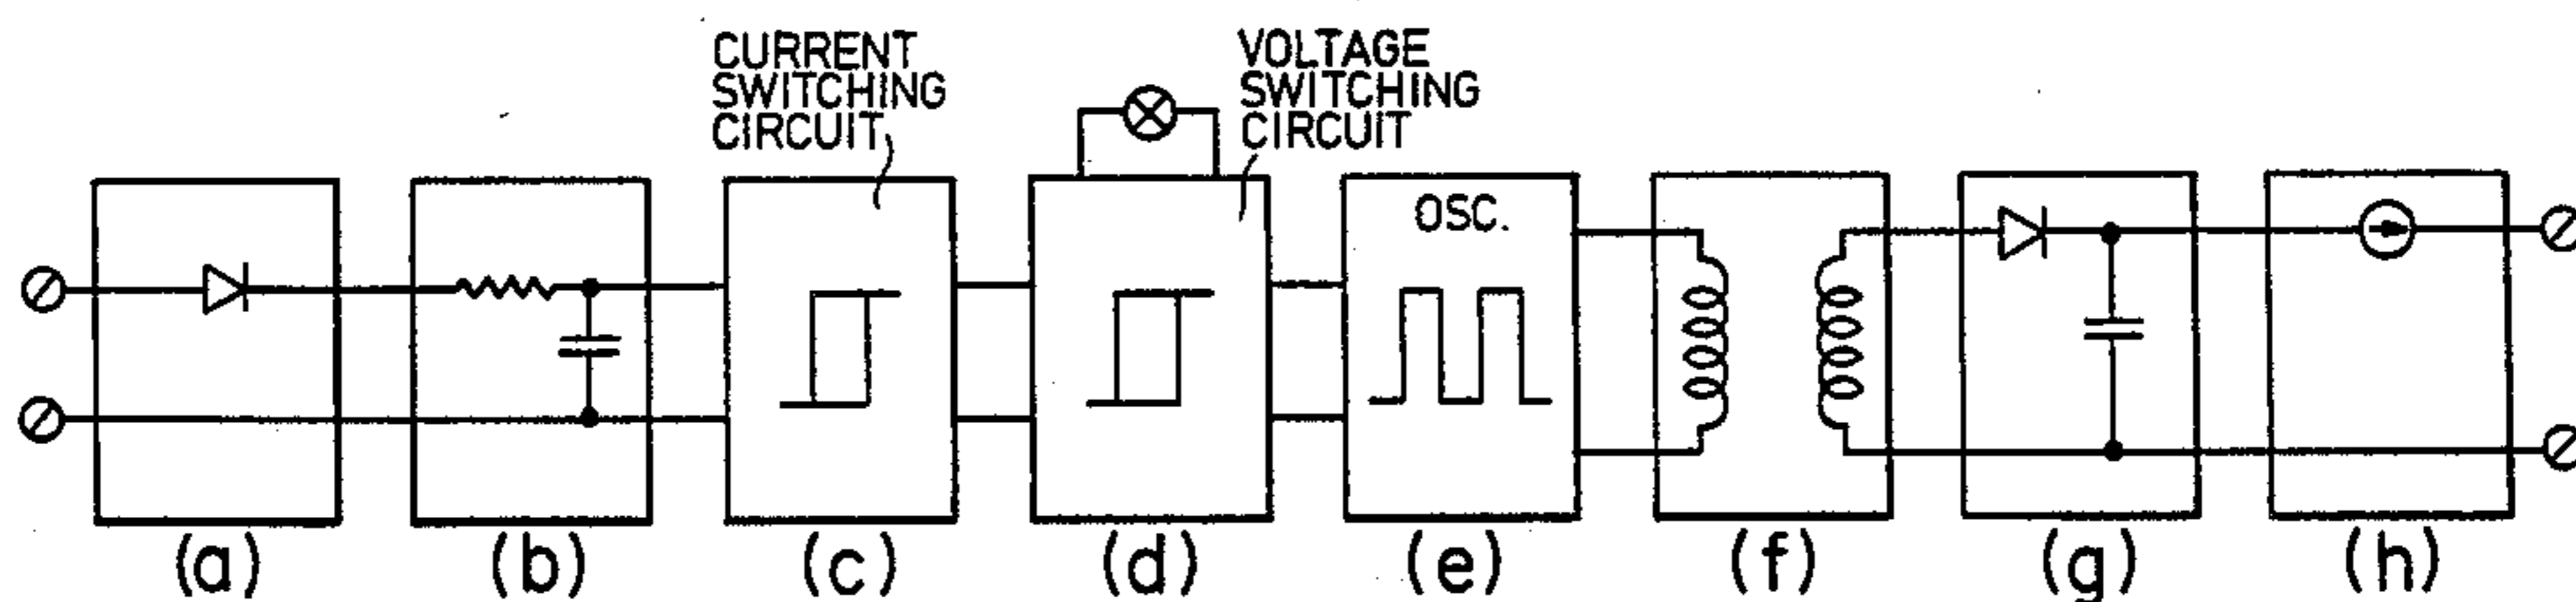 CURRENT
SWITCHING
CIRCUIT
VOLTAGE
SWITCHING
CIRCUIT
OSC.
(a) (b) (c) (d) (e) (f) (g) (h)